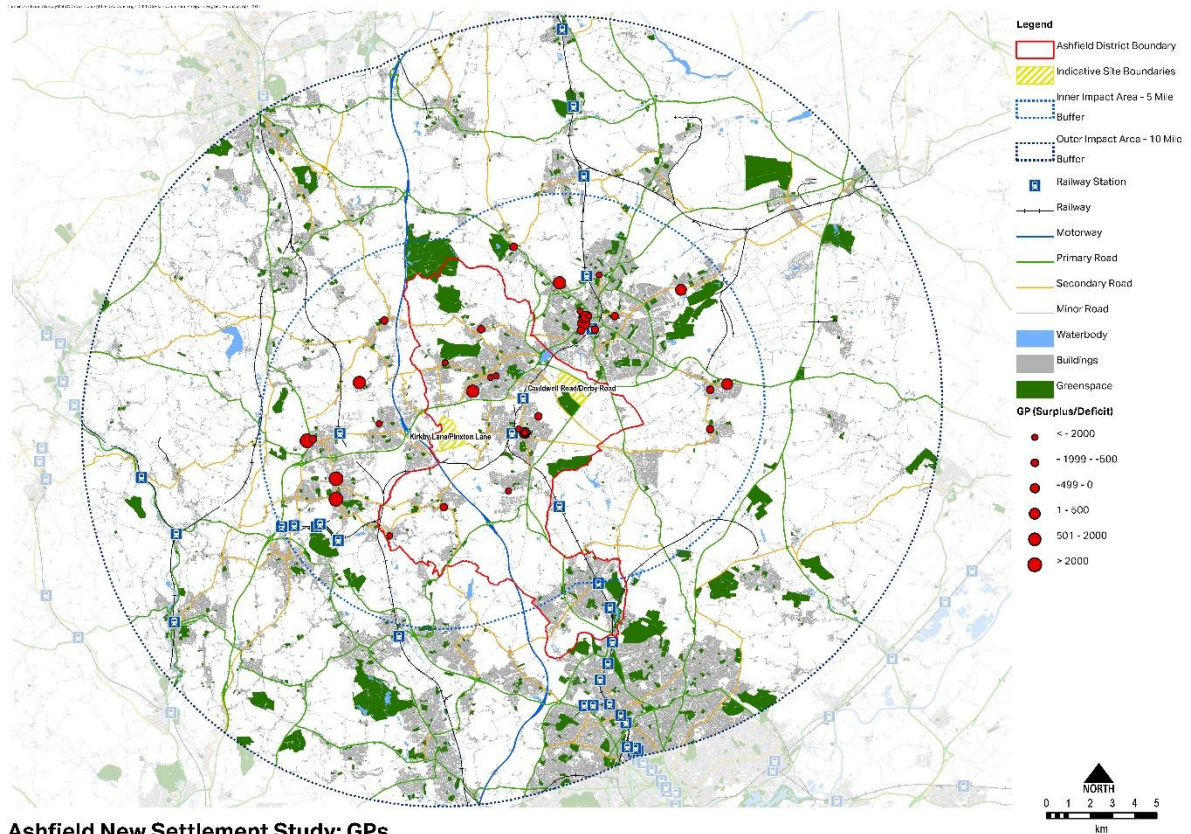 Legend
Ashfield District Boundary
Indicative Site Boundaries
Inner Impact Area - 5 Mile
Buffer
Outer Impact Area - 10 Mile
Buffer
Railway Station
Railway
Motorway
Primary Road
Secondary Road
Minor Road
Waterbody
Buildings
Greenspace
GP (Surplus/Deficit)
< - 2000
- 1999 - -500
-499 - 0
1 - 500
501 - 2000
> 2000
Cauldwell Road/Derby Road
Kirkby Lane/Pinxton Lane
NORTH
0 1 2 3 4 5
km
Ashfield New Settlement Study: GPs